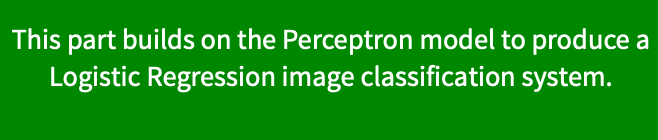 This part builds on the Perceptron model to produce a
Logistic Regression image classification system.